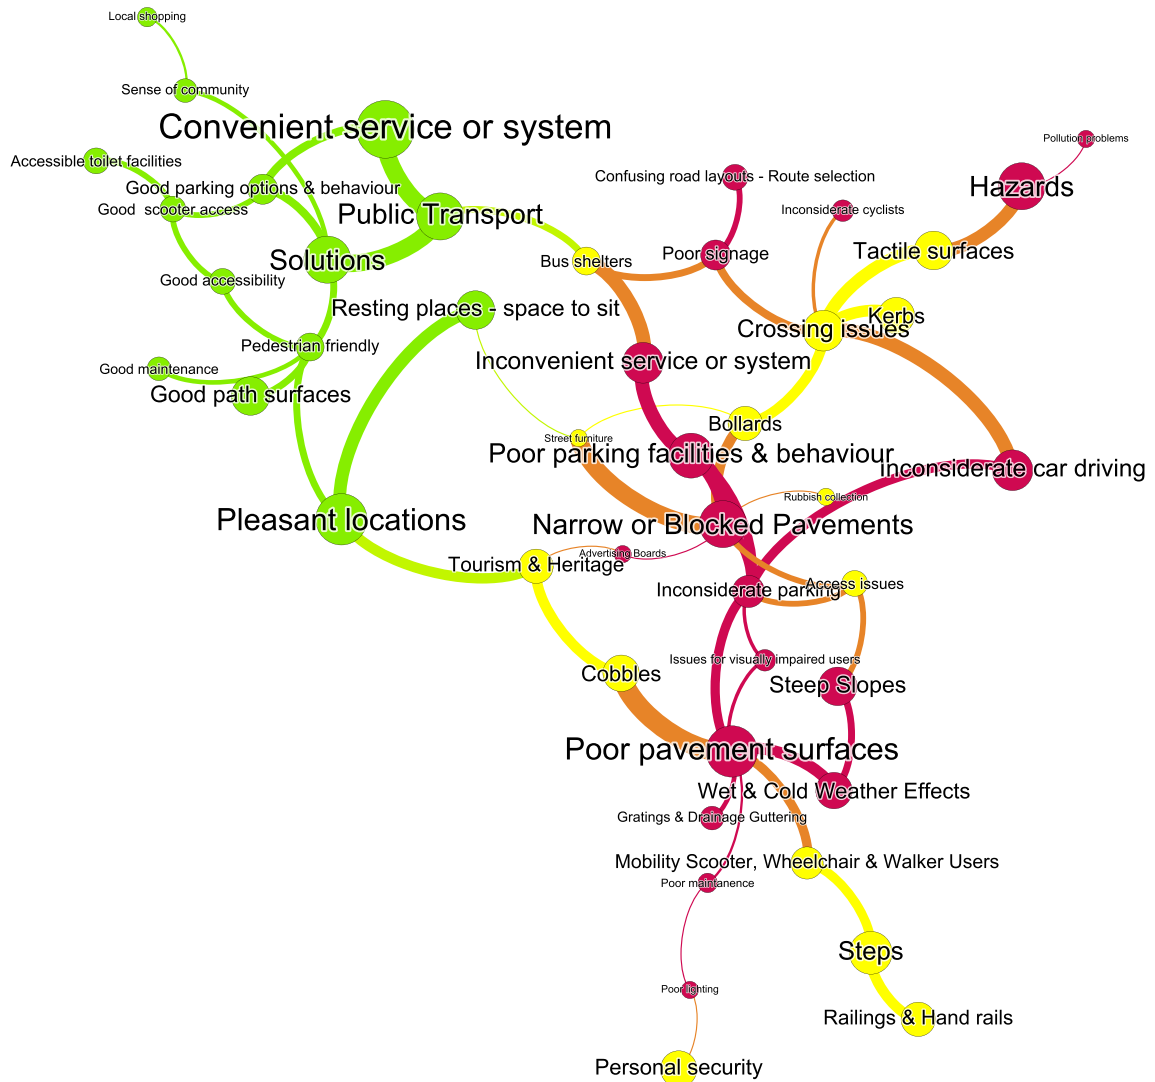 Local shopping
Sense of community
Convenient service or system
Pollution problems
Accessible toilet facilities
Confusing road layouts - Route selection
Good parking options & behaviour
Hazards
Good  scooter access
Inconsiderate cyclists
Public Transport
Poor signage
Tactile surfaces
Solutions
Bus shelters
Good accessibility
Resting places - space to sit
Kerbs
Crossing issues
Pedestrian friendly
Inconvenient service or system
Good maintenance
Good path surfaces
Bollards
Street furniture
Poor parking facilities & behaviour
inconsiderate car driving
Rubbish collection
Pleasant locations
Narrow or Blocked Pavements
Advertising Boards
Tourism & Heritage
Access issues
Inconsiderate parking
Issues for visually impaired users
Cobbles
Steep Slopes
Poor pavement surfaces
Wet & Cold Weather Effects
Gratings & Drainage Guttering
Mobility Scooter, Wheelchair & Walker Users
Poor maintanence
Steps
Poor lighting
Railings & Hand rails
Personal security